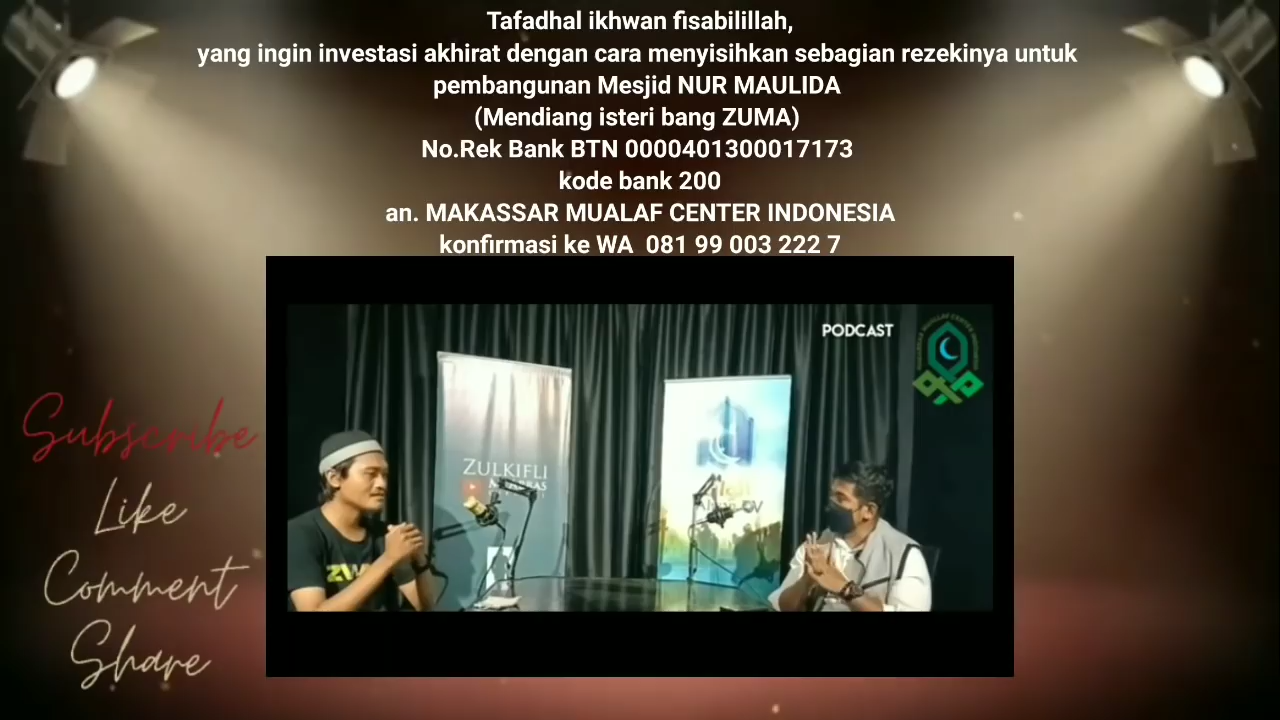 Tafadhal ikhwan fisabilillah,
yang ingin investasi akhirat dengan cara menyisihkan sebagian rezekinya untuk
pembangunan Mesjid NUR MAULIDA
(Mendiang isteri bang ZUMA)
No.Rek Bank BTN 0000401300017173
kode bank 200
an. MAKASSAR MUALAF CENTER INDONESIA
konfirmasi ke WA 081 99 003 222 7
PODCAST
ZULKIFLI
Subscribe
Like
Comment
Share